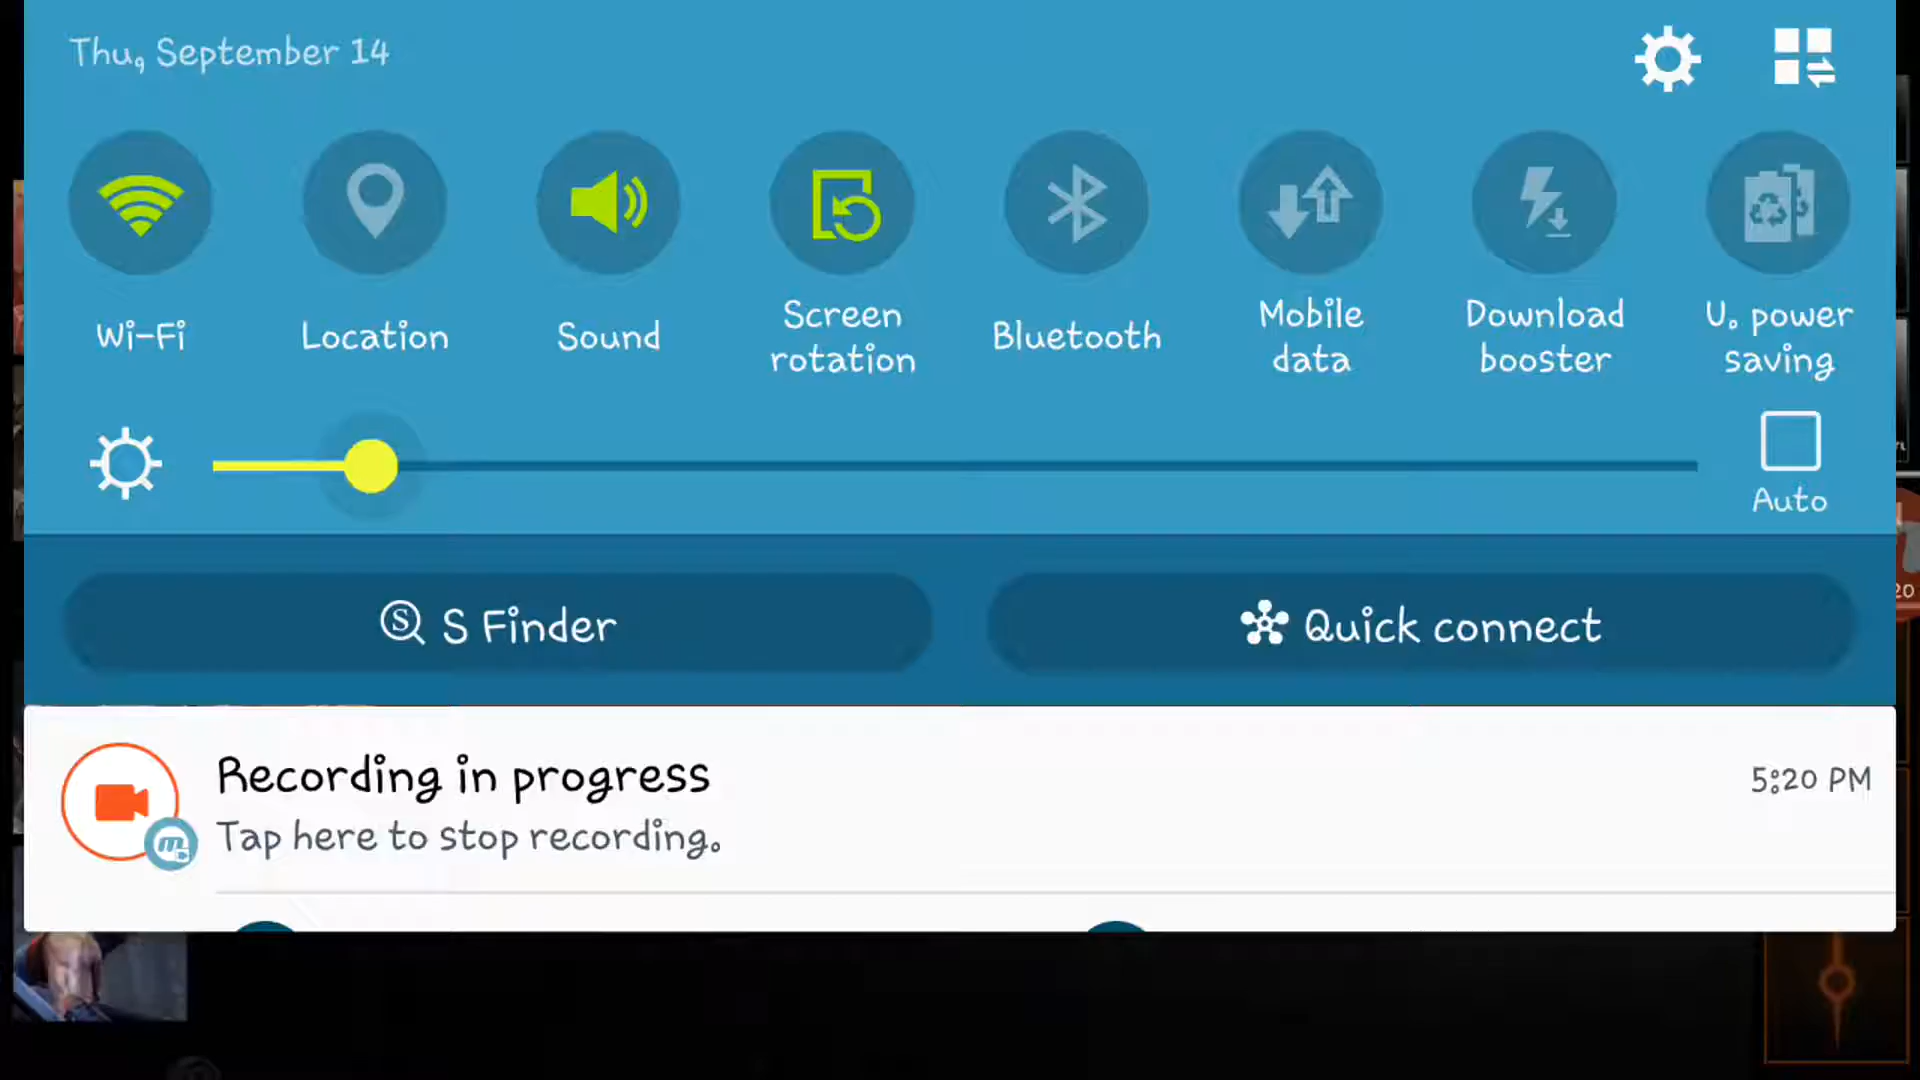 Thu, September 14
Wi-Fi
Location
Sound
Screen
rotation
Bluetooth
Mobile
data
Download
booster
U. power
saving
Auto
S Finder
Quick connect
Recording in progress
5:20 PM
Tap here to stop recording.
20